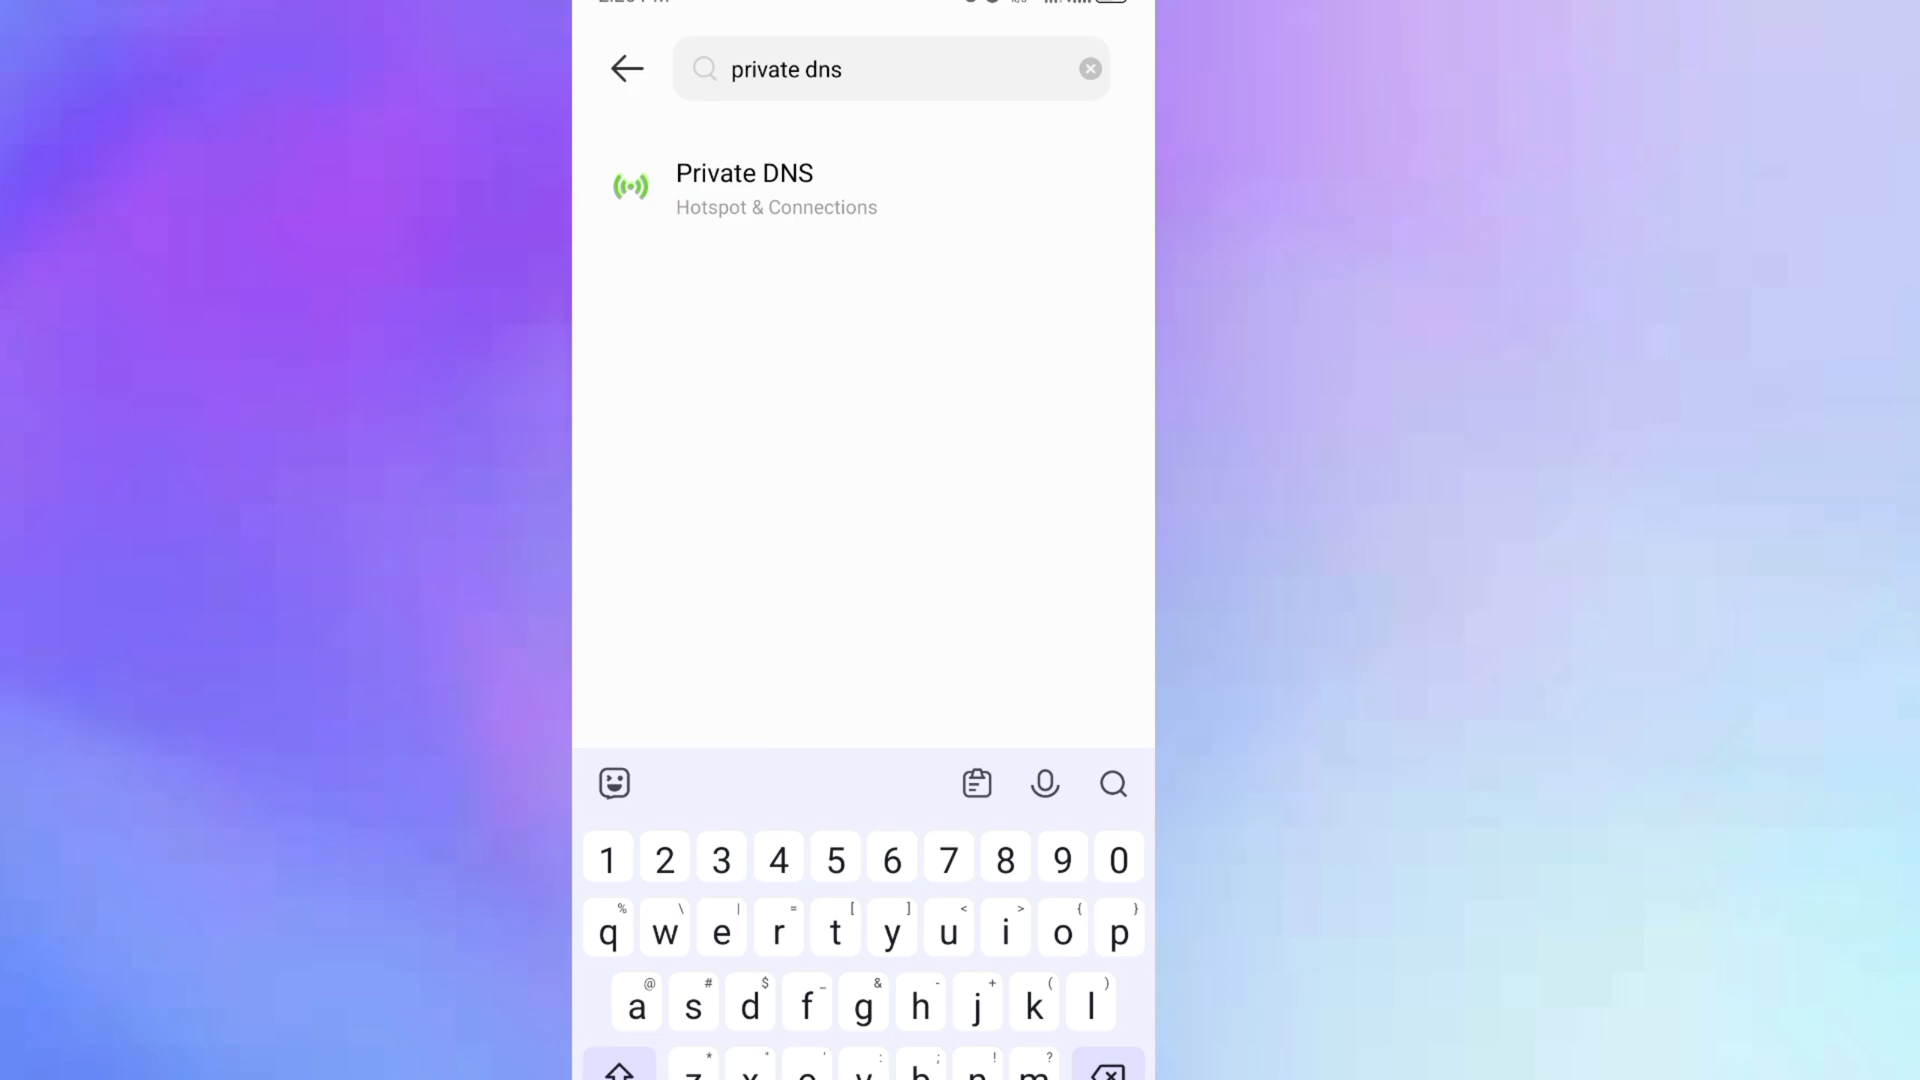 private dns
Private DNS
Hotspot & Connections
1 2 3 4 5 6 7 8 9 0
% \ | = [ ] < > { }
q w e r t y u i o p
@ # $ _ & - + ( )
a s d f g h j k l
* " ' : ; ! ?
z x c v b n m